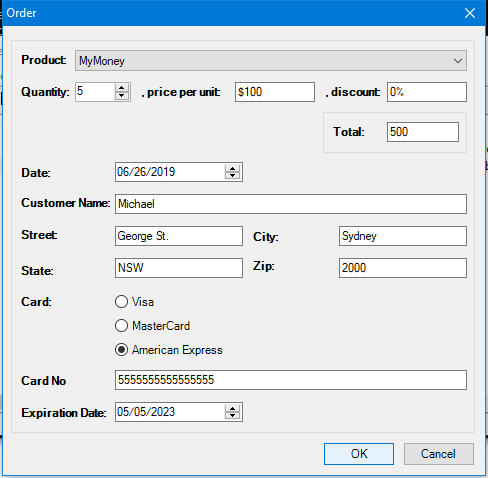 Order
Product: MyMoney
Quantity: 5 , price per unit: $100 , discount: 0%
Total: 500
Date: 06/26/2019
Customer Name: Michael
Street: George St. City: Sydney
State: NSW Zip: 2000
Card: Visa
MasterCard
American Express
Card No 5555555555555555
Expiration Date: 05/05/2023
OK Cancel